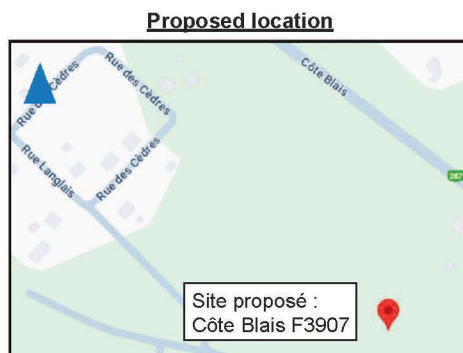 Proposed location
Rue des Cèdres
Rue des Cèdres
Côte Blais
Rue Langlais
Rue des Cèdres
287
Site proposé :
Côte Blais F3907